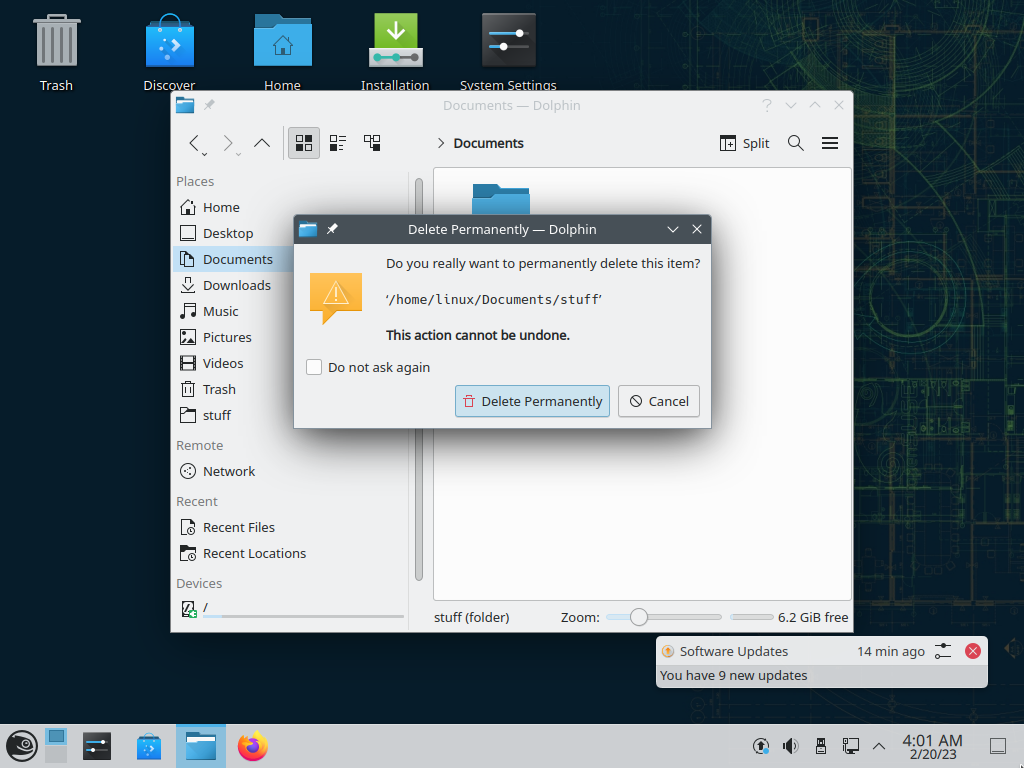 Trash
Discover
Home
Installation
System Settings
Documents — Dolphin
Documents
Split
Places
Home
Desktop
Documents
Downloads
Music
Pictures
Videos
Trash
stuff
Remote
Network
Recent
Recent Files
Recent Locations
Devices
/
Delete Permanently — Dolphin
Do you really want to permanently delete this item?
‘/home/linux/Documents/stuff’
This action cannot be undone.
Do not ask again
Delete Permanently
Cancel
stuff (folder)
Zoom:
6.2 GiB free
Software Updates
14 min ago
You have 9 new updates
4:01 AM
2/20/23